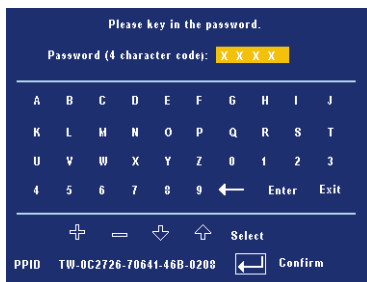 Please key in the password.
Password (4 character code): X X X X
A B C D E F G H I J
K L M N O P Q R S T
U V W X Y Z 0 1 2 3
4 5 6 7 8 9 ← Enter Exit
Select
PPID TW-0C2726-70641-46B-0208 Confirm